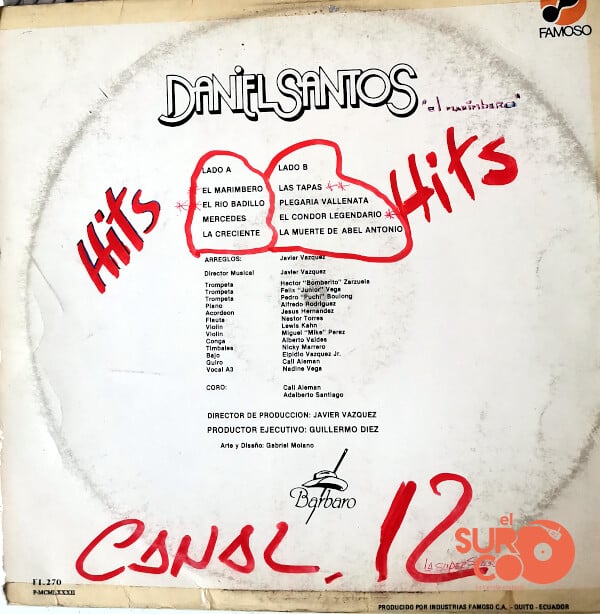 FAMOSO
DANIEL SANTOS "el marimbero"
Hits
Hits
LADO A
EL MARIMBERO
** EL RIO BADILLO
MERCEDES
LA CRECIENTE
LADO B
LAS TAPAS **
PLEGARIA VALLENATA
EL CONDOR LEGENDARIO *
LA MUERTE DE ABEL ANTONIO
ARREGLOS: Javier Vazquez
Director Musical Javier Vazquez
Trompeta Hector "Bomberito" Zarzuela
Trompeta Felix "Junior" Vega
Trompeta Pedro "Puchi" Boulong
Piano Alfredo Rodriguez
Acordeon Jesus Hernandez
Flauta Nestor Torres
Violin Lewis Kahn
Violin Miguel "Mike" Perez
Conga Alberto Valdes
Timbales Nicky Marrero
Bajo Elpidio Vazquez Jr.
Guiro Cali Aleman
Vocal A3 Nadine Vega
CORO: Cali Aleman
Adalberto Santiago
DIRECTOR DE PRODUCCION: JAVIER VAZQUEZ
PRODUCTOR EJECUTIVO: GUILLERMO DIEZ
Arte y Diseño: Gabriel Molano
Bárbaro
CANAL. 12
el SURCO
FL.270
P-MCMLXXXII
PRODUCIDO POR INDUSTRIAS FAMOSO C.A. - QUITO - ECUADOR